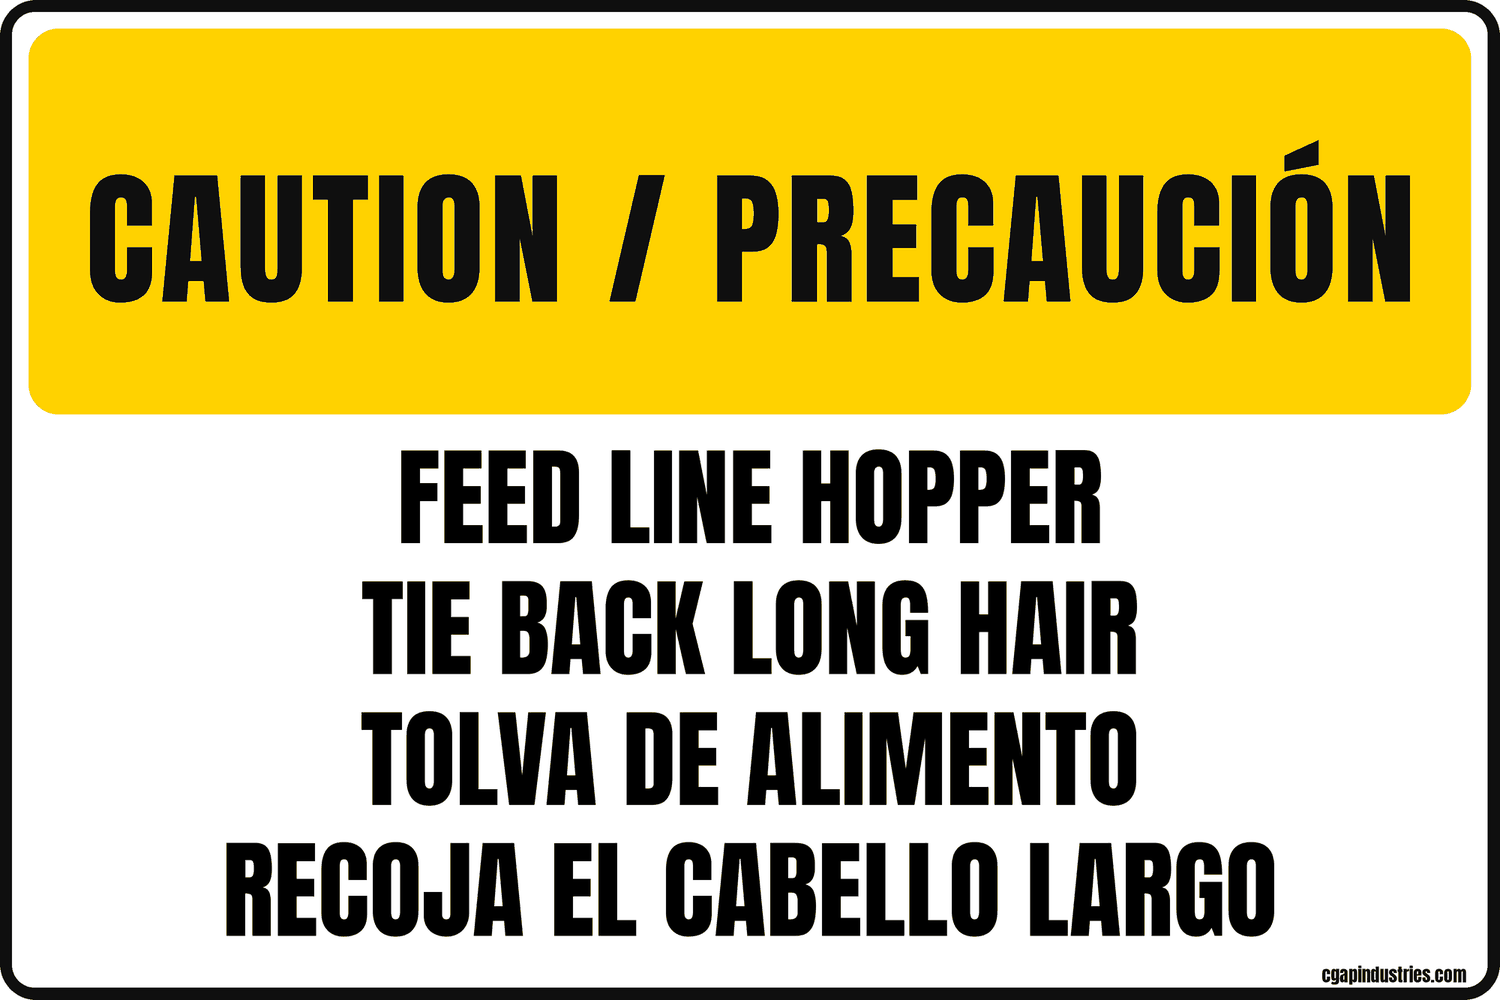 CAUTION / PRECAUCIÓN
FEED LINE HOPPER
TIE BACK LONG HAIR
TOLVA DE ALIMENTO
RECOJA EL CABELLO LARGO
cgapindustries.com